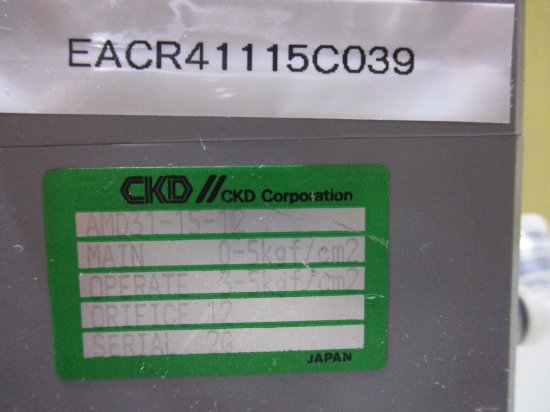 EACR41115C039
CKD // CKD Corporation
AMD31-15-12
MAIN 0-5kgf/cm2
OPERATE 3-5kgf/cm2
ORIFICE 12
SERIAL 2G
JAPAN